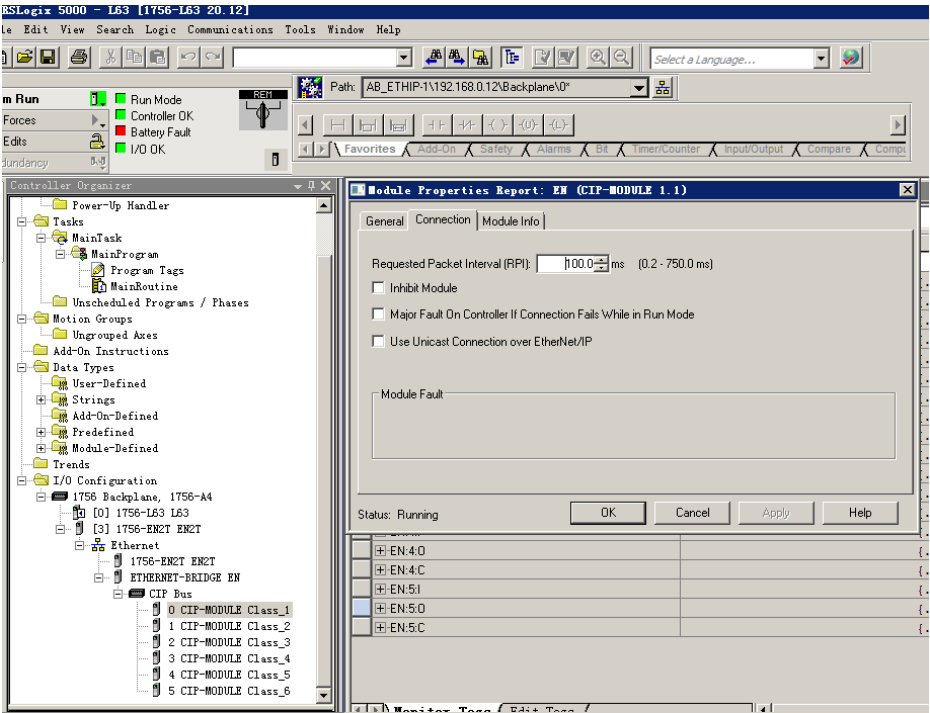 RSLogix 5000 - L63 [1756-L63 20.12]
le Edit View Search Logic Communications Tools Window Help
Select a Language...
m Run
Run Mode
Forces
Controller OK
Edits
Battery Fault
dundancy
I/O OK
REM
Path: AB_ETHIP-1\192.168.0.12\Backplane\0*
Favorites Add-On Safety Alarms Bit Timer/Counter Input/Output Compare Compu
Controller Organizer
Power-Up Handler
Tasks
MainTask
MainProgram
Program Tags
MainRoutine
Unscheduled Programs / Phases
Motion Groups
Ungrouped Axes
Add-On Instructions
Data Types
User-Defined
Strings
Add-On-Defined
Predefined
Module-Defined
Trends
I/O Configuration
1756 Backplane, 1756-A4
[0] 1756-L63 L63
[3] 1756-EN2T EN2T
Ethernet
1756-EN2T EN2T
ETHERNET-BRIDGE EN
CIP Bus
0 CIP-MODULE Class_1
1 CIP-MODULE Class_2
2 CIP-MODULE Class_3
3 CIP-MODULE Class_4
4 CIP-MODULE Class_5
5 CIP-MODULE Class_6
Module Properties Report: EN (CIP-MODULE 1.1)
General Connection Module Info
Requested Packet Interval (RPI): 100.0 ms (0.2 - 750.0 ms)
Inhibit Module
Major Fault On Controller If Connection Fails While in Run Mode
Use Unicast Connection over EtherNet/IP
Module Fault
Status: Running
OK Cancel Apply Help
EN:4:O
EN:4:C
EN:5:I
EN:5:O
EN:5:C
Monitor Tags Edit Tags